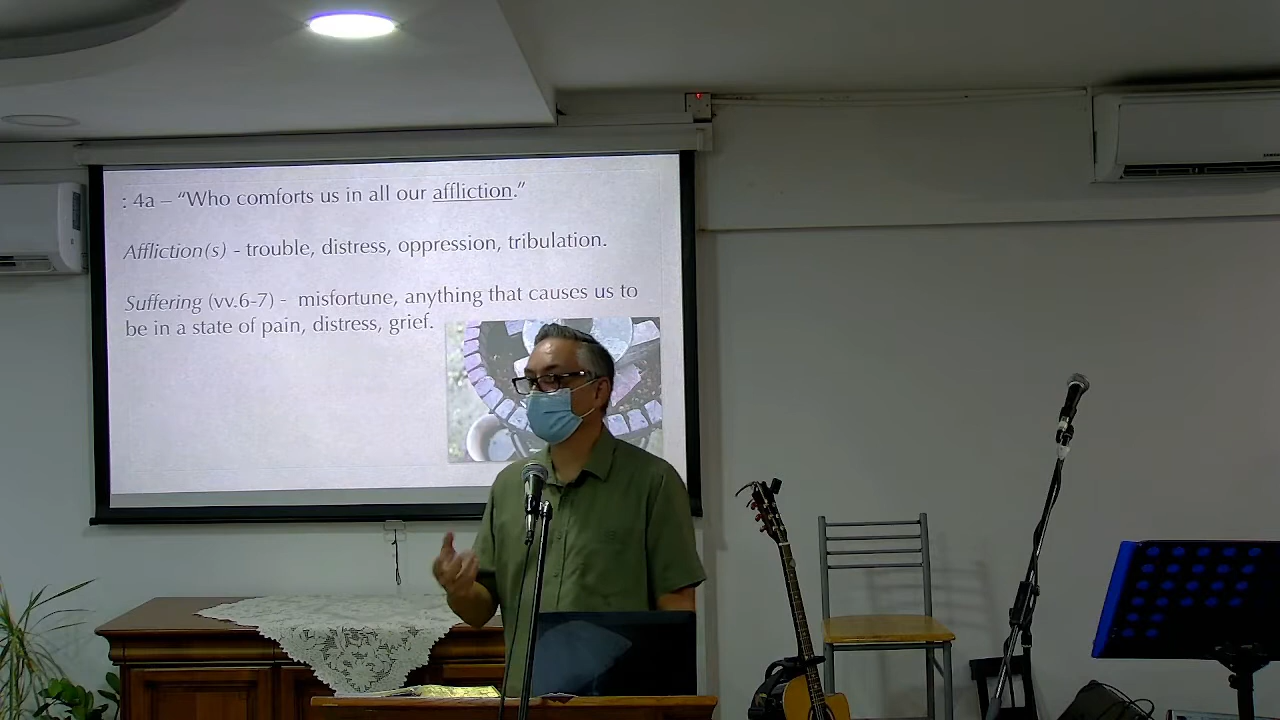 : 4a – “Who comforts us in all our affliction.”
Affliction(s) - trouble, distress, oppression, tribulation.
Suffering (vv.6-7) - misfortune, anything that causes us to
be in a state of pain, distress, grief.